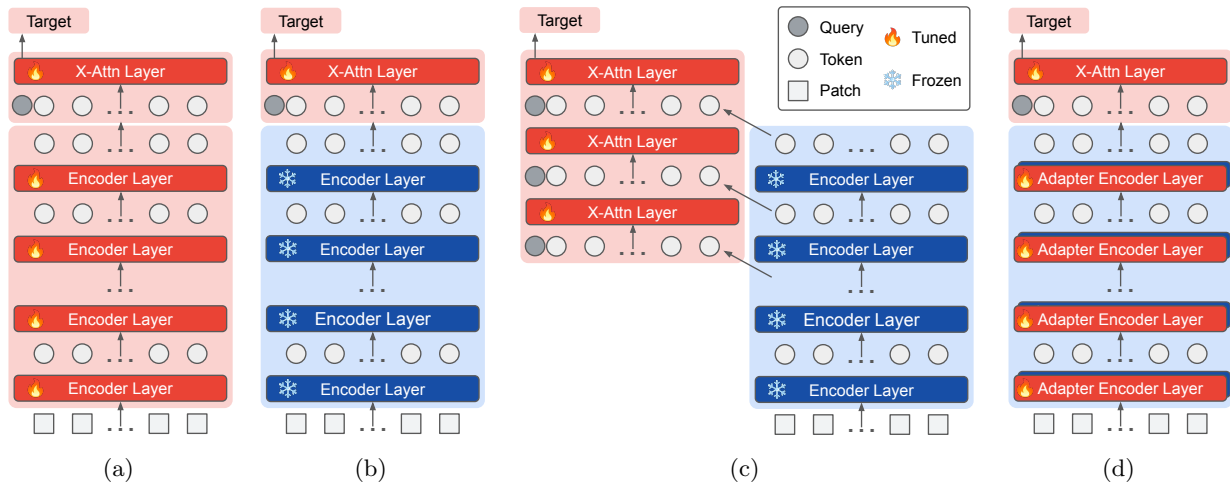 Target
X-Attn Layer
...
...
Encoder Layer
...
Encoder Layer
...
Encoder Layer
...
Encoder Layer
...
(a)
Target
X-Attn Layer
...
...
Encoder Layer
...
Encoder Layer
...
Encoder Layer
...
Encoder Layer
...
(b)
Target
X-Attn Layer
...
X-Attn Layer
...
X-Attn Layer
...
...
Encoder Layer
...
Encoder Layer
...
Encoder Layer
...
Encoder Layer
...
(c)
Query
Token
Patch
Tuned
Frozen
Target
X-Attn Layer
...
...
Adapter Encoder Layer
...
Adapter Encoder Layer
...
Adapter Encoder Layer
...
Adapter Encoder Layer
...
(d)